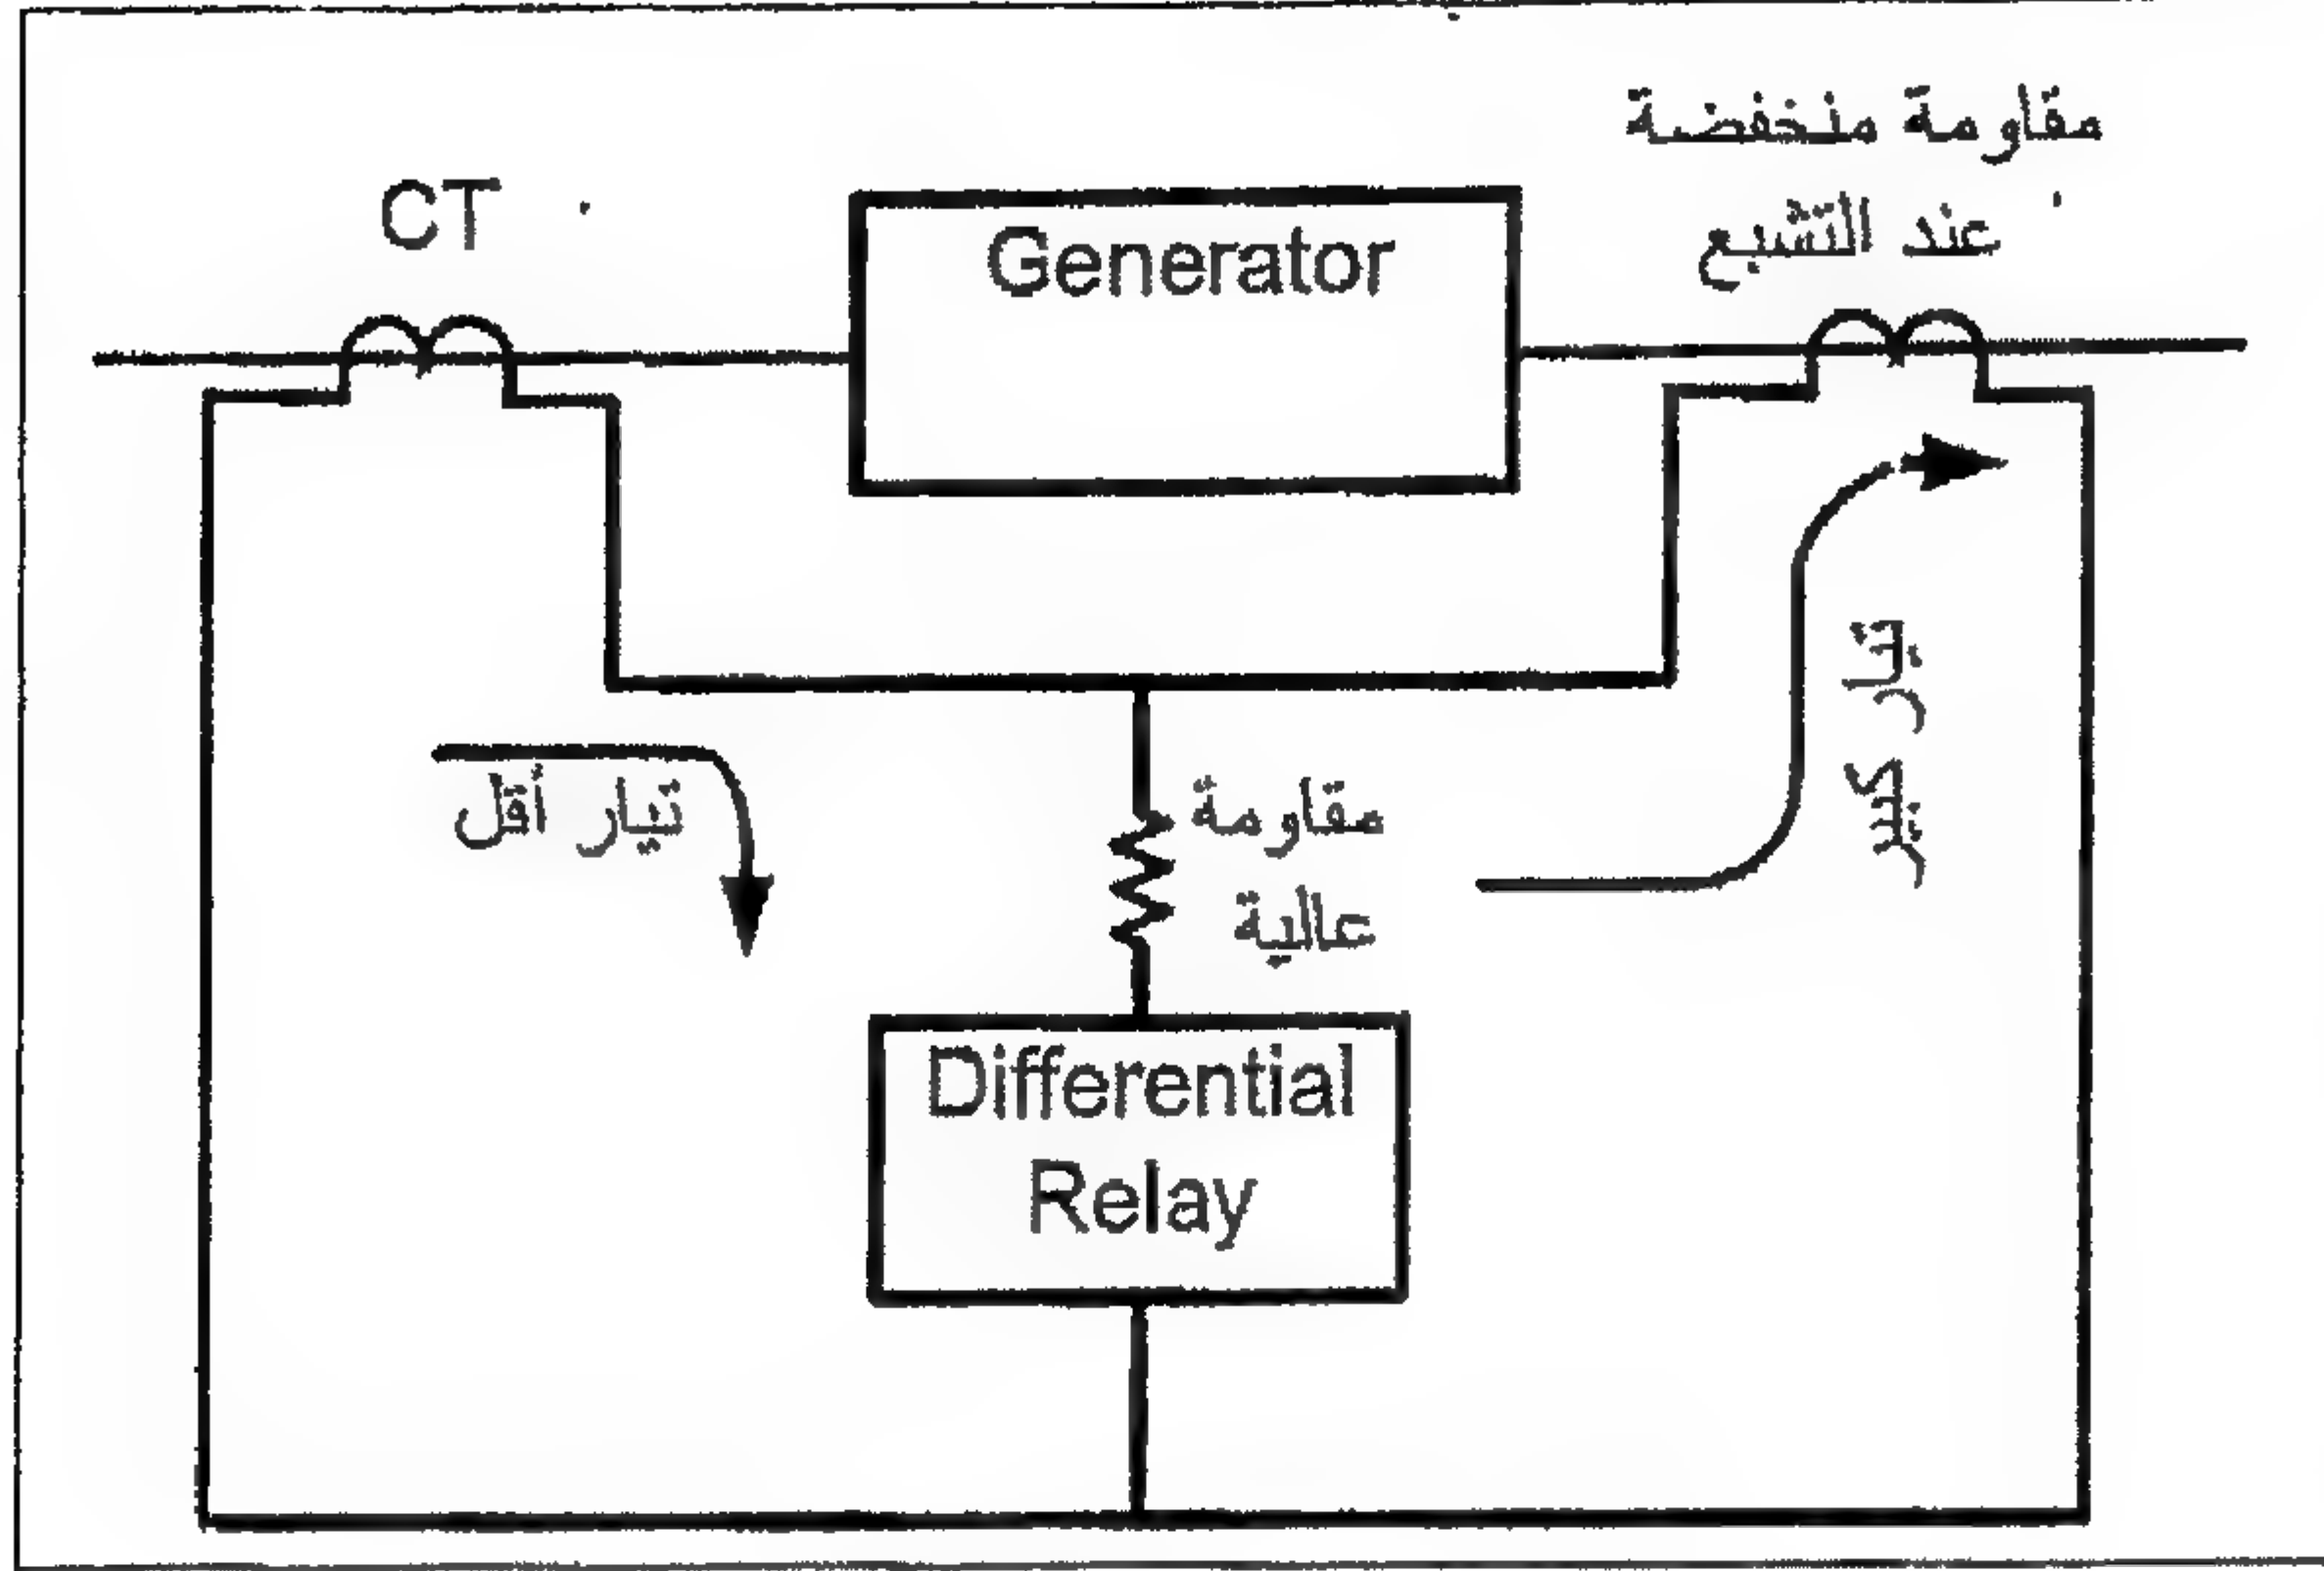 مقاومة منخفضة
عند التشبع
CT
Generator
تيار كبير
تيار أقل
مقاومة
عالية
Differential
Relay